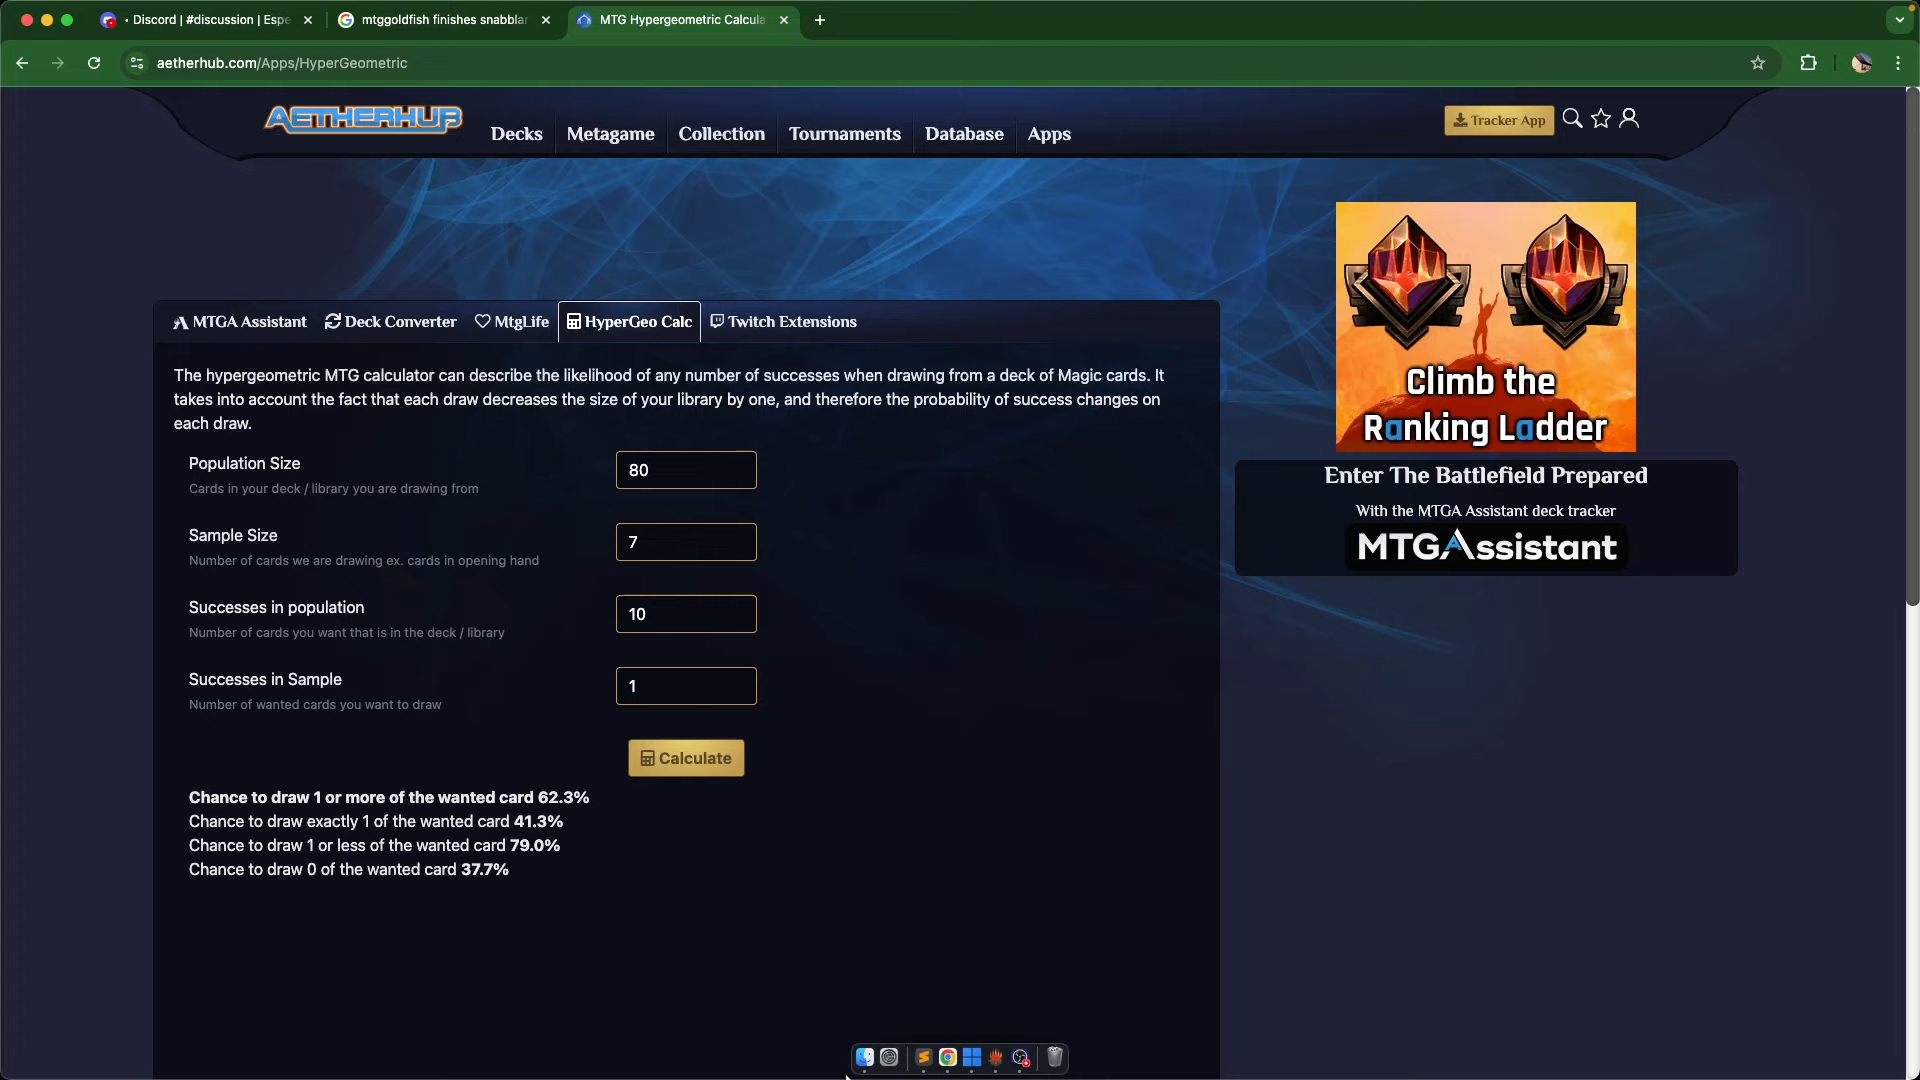 • Discord | #discussion | Espe
mtggoldfish finishes snabblar
MTG Hypergeometric Calcula
aetherhub.com/Apps/HyperGeometric
AETHERHUB
Decks
Metagame
Collection
Tournaments
Database
Apps
Tracker App
MTGA Assistant
Deck Converter
MtgLife
HyperGeo Calc
Twitch Extensions
The hypergeometric MTG calculator can describe the likelihood of any number of successes when drawing from a deck of Magic cards. It
takes into account the fact that each draw decreases the size of your library by one, and therefore the probability of success changes on
each draw.
Population Size
Cards in your deck / library you are drawing from
80
Sample Size
Number of cards we are drawing ex. cards in opening hand
7
Successes in population
Number of cards you want that is in the deck / library
10
Successes in Sample
Number of wanted cards you want to draw
1
Calculate
Chance to draw 1 or more of the wanted card 62.3%
Chance to draw exactly 1 of the wanted card 41.3%
Chance to draw 1 or less of the wanted card 79.0%
Chance to draw 0 of the wanted card 37.7%
Climb the
Ranking Ladder
Enter The Battlefield Prepared
With the MTGA Assistant deck tracker
MTGAssistant